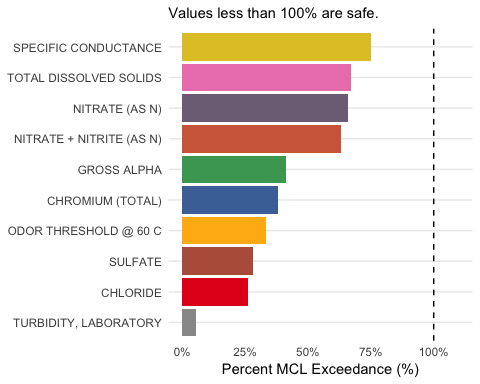 Values less than 100% are safe.
SPECIFIC CONDUCTANCE
TOTAL DISSOLVED SOLIDS
NITRATE (AS N)
NITRATE + NITRITE (AS N)
GROSS ALPHA
CHROMIUM (TOTAL)
ODOR THRESHOLD @ 60 C
SULFATE
CHLORIDE
TURBIDITY, LABORATORY
0% 25% 50% 75% 100%
Percent MCL Exceedance (%)